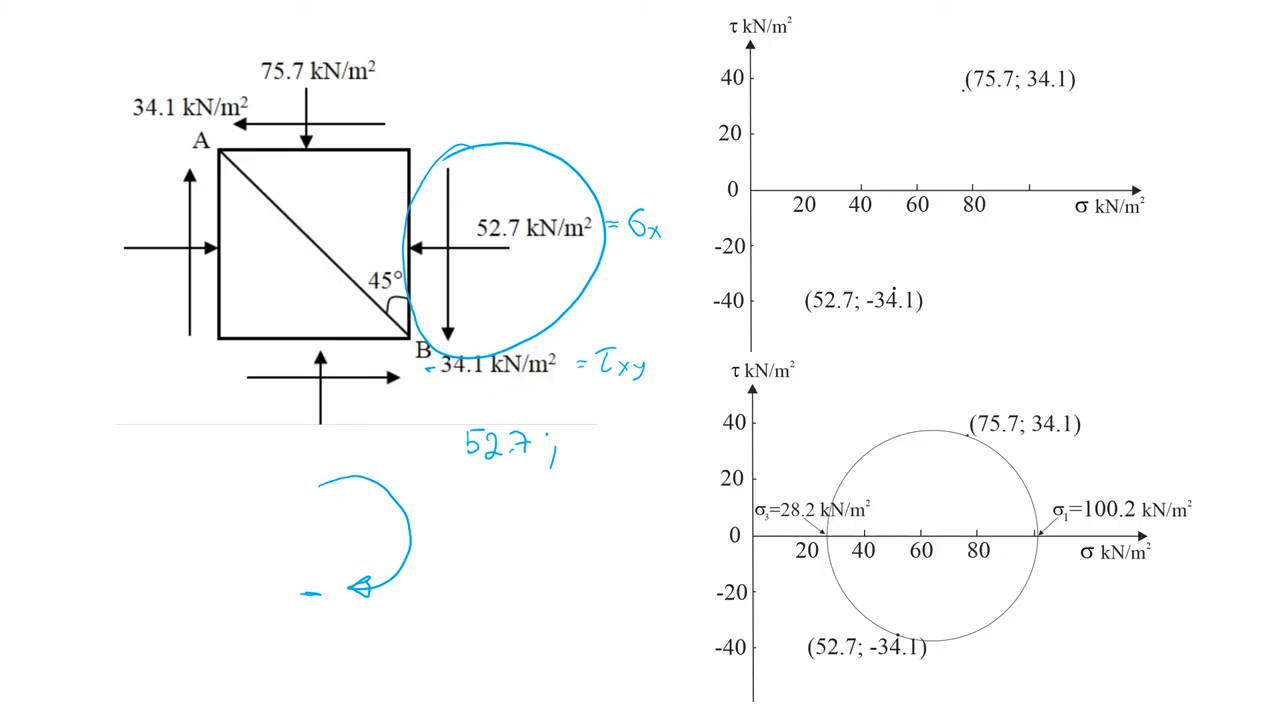 75.7 kN/m²
34.1 kN/m²
A
52.7 kN/m² = σx
45°
B
- 34.1 kN/m² = τxy
52.7 ;
-
τ kN/m²
40
(75.7; 34.1)
20
0
20 40 60 80 σ kN/m²
-20
-40
(52.7; -34.1)
τ kN/m²
40
(75.7; 34.1)
20
σ₃=28.2 kN/m²
σ₁=100.2 kN/m²
0
20 40 60 80 σ kN/m²
-20
-40
(52.7; -34.1)